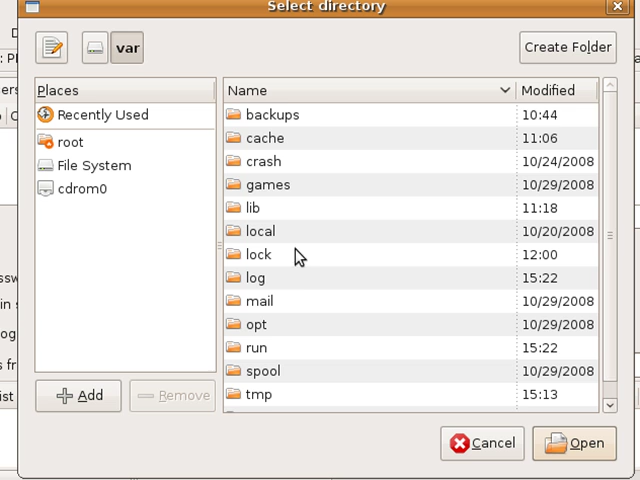 Select directory
var
Create Folder
Places
Recently Used
root
File System
cdrom0
Add
Remove
Name
Modified
backups 10:44
cache 11:06
crash 10/24/2008
games 10/29/2008
lib 11:18
local 10/20/2008
lock 12:00
log 15:22
mail 10/29/2008
opt 10/29/2008
run 15:22
spool 10/29/2008
tmp 15:13
Cancel
Open